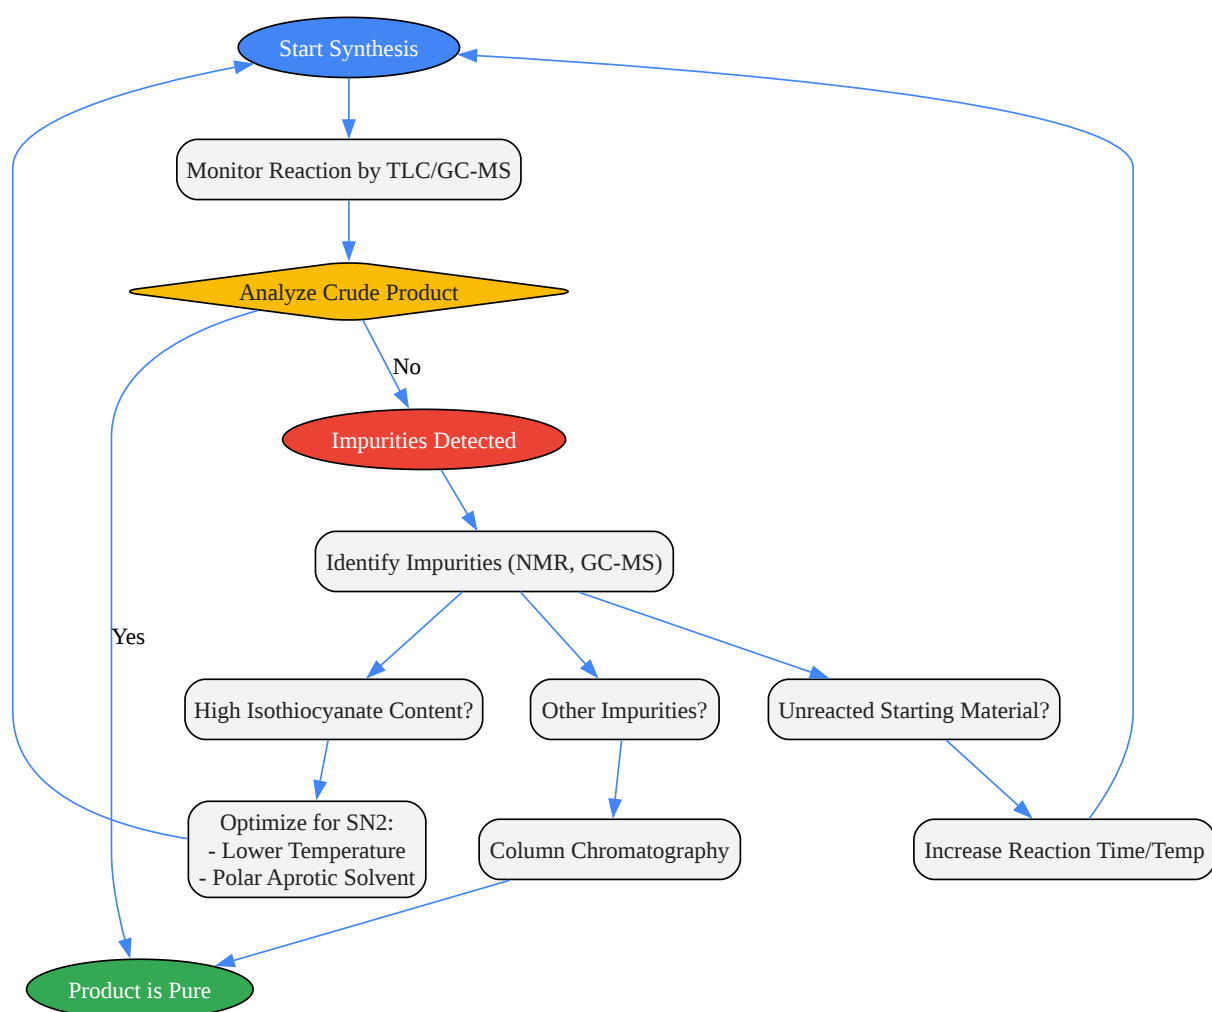 Start Synthesis
Monitor Reaction by TLC/GC-MS
Analyze Crude Product
No
Impurities Detected
Identify Impurities (NMR, GC-MS)
Yes
High Isothiocyanate Content?
Other Impurities?
Unreacted Starting Material?
Optimize for SN2:
- Lower Temperature
- Polar Aprotic Solvent
Column Chromatography
Increase Reaction Time/Temp
Product is Pure